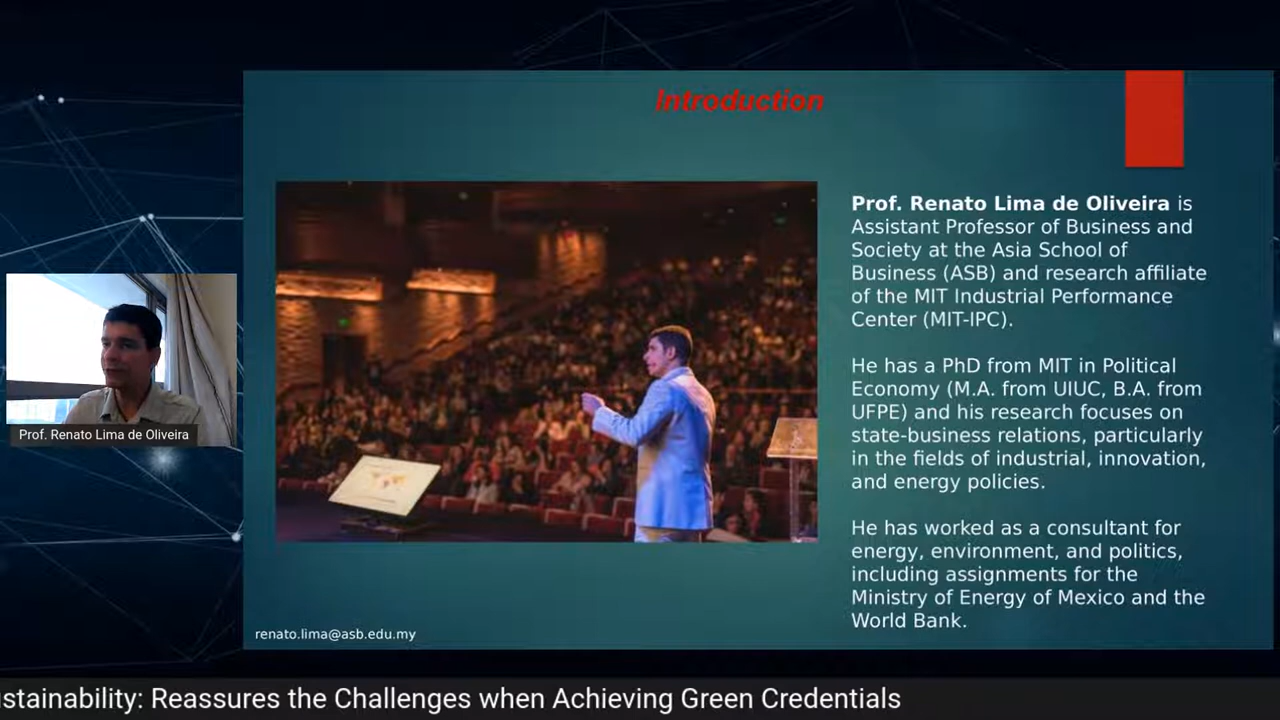 Introduction
Prof. Renato Lima de Oliveira is
Assistant Professor of Business and
Society at the Asia School of
Business (ASB) and research affiliate
of the MIT Industrial Performance
Center (MIT-IPC).
He has a PhD from MIT in Political
Economy (M.A. from UIUC, B.A. from
UFPE) and his research focuses on
state-business relations, particularly
in the fields of industrial, innovation,
and energy policies.
He has worked as a consultant for
energy, environment, and politics,
including assignments for the
Ministry of Energy of Mexico and the
World Bank.
Prof. Renato Lima de Oliveira
renato.lima@asb.edu.my
stainability: Reassures the Challenges when Achieving Green Credentials